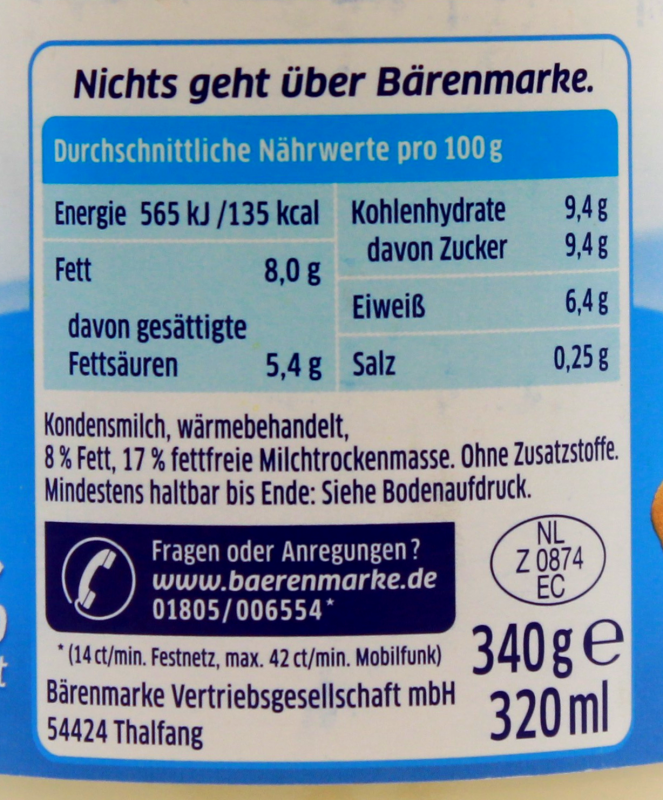 Nichts geht über Bärenmarke.
Durchschnittliche Nährwerte pro 100 g
Energie 565 kJ /135 kcal
Fett 8,0 g
davon gesättigte
Fettsäuren 5,4 g
Kohlenhydrate 9,4 g
davon Zucker 9,4 g
Eiweiß 6,4 g
Salz 0,25 g
Kondensmilch, wärmebehandelt,
8 % Fett, 17 % fettfreie Milchtrockenmasse. Ohne Zusatzstoffe.
Mindestens haltbar bis Ende: Siehe Bodenaufdruck.
Fragen oder Anregungen?
www.baerenmarke.de
01805/006554*
* (14 ct/min. Festnetz, max. 42 ct/min. Mobilfunk)
Bärenmarke Vertriebsgesellschaft mbH
54424 Thalfang
NL
Z 0874
EC
340 g e
320 ml